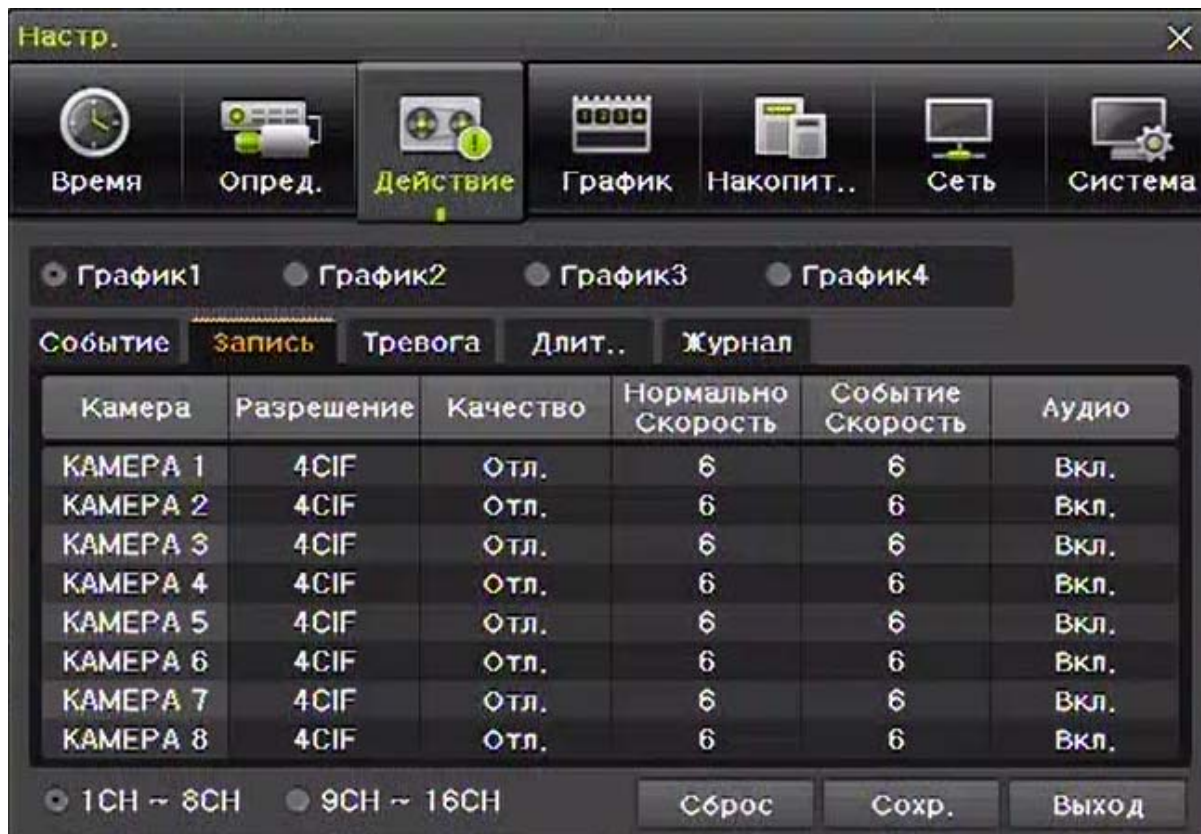 Настр.
Время Опред. Действие График Накопит.. Сеть Система
График1 График2 График3 График4
Событие Запись Тревога Длит.. Журнал
Камера Разрешение Качество Нормально Скорость Событие Скорость Аудио
КАМЕРА 1 4CIF Отл. 6 6 Вкл.
КАМЕРА 2 4CIF Отл. 6 6 Вкл.
КАМЕРА 3 4CIF Отл. 6 6 Вкл.
КАМЕРА 4 4CIF Отл. 6 6 Вкл.
КАМЕРА 5 4CIF Отл. 6 6 Вкл.
КАМЕРА 6 4CIF Отл. 6 6 Вкл.
КАМЕРА 7 4CIF Отл. 6 6 Вкл.
КАМЕРА 8 4CIF Отл. 6 6 Вкл.
1CH ~ 8CH 9CH ~ 16CH Сброс Сохр. Выход